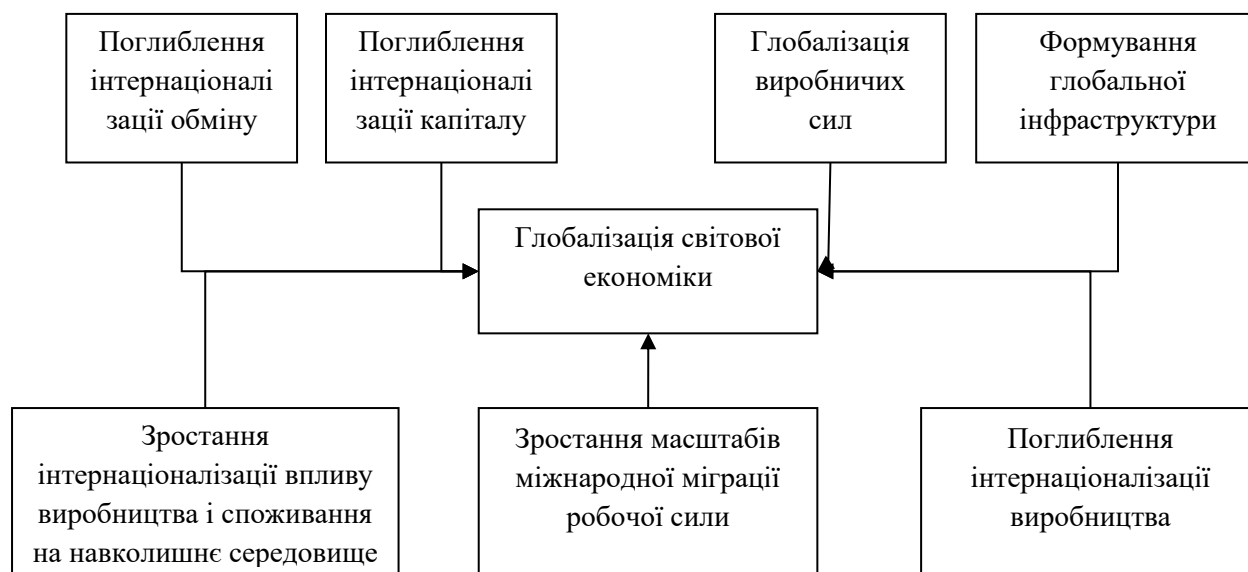 Поглиблення
інтернаціоналі
зації обміну
Поглиблення
інтернаціоналі
зації капіталу
Глобалізація
виробничих
сил
Формування
глобальної
інфраструктури
Глобалізація світової
економіки
Зростання
інтернаціоналізації впливу
виробництва і споживання
на навколишнє середовище
Зростання масштабів
міжнародної міграції
робочої сили
Поглиблення
інтернаціоналізації
виробництва